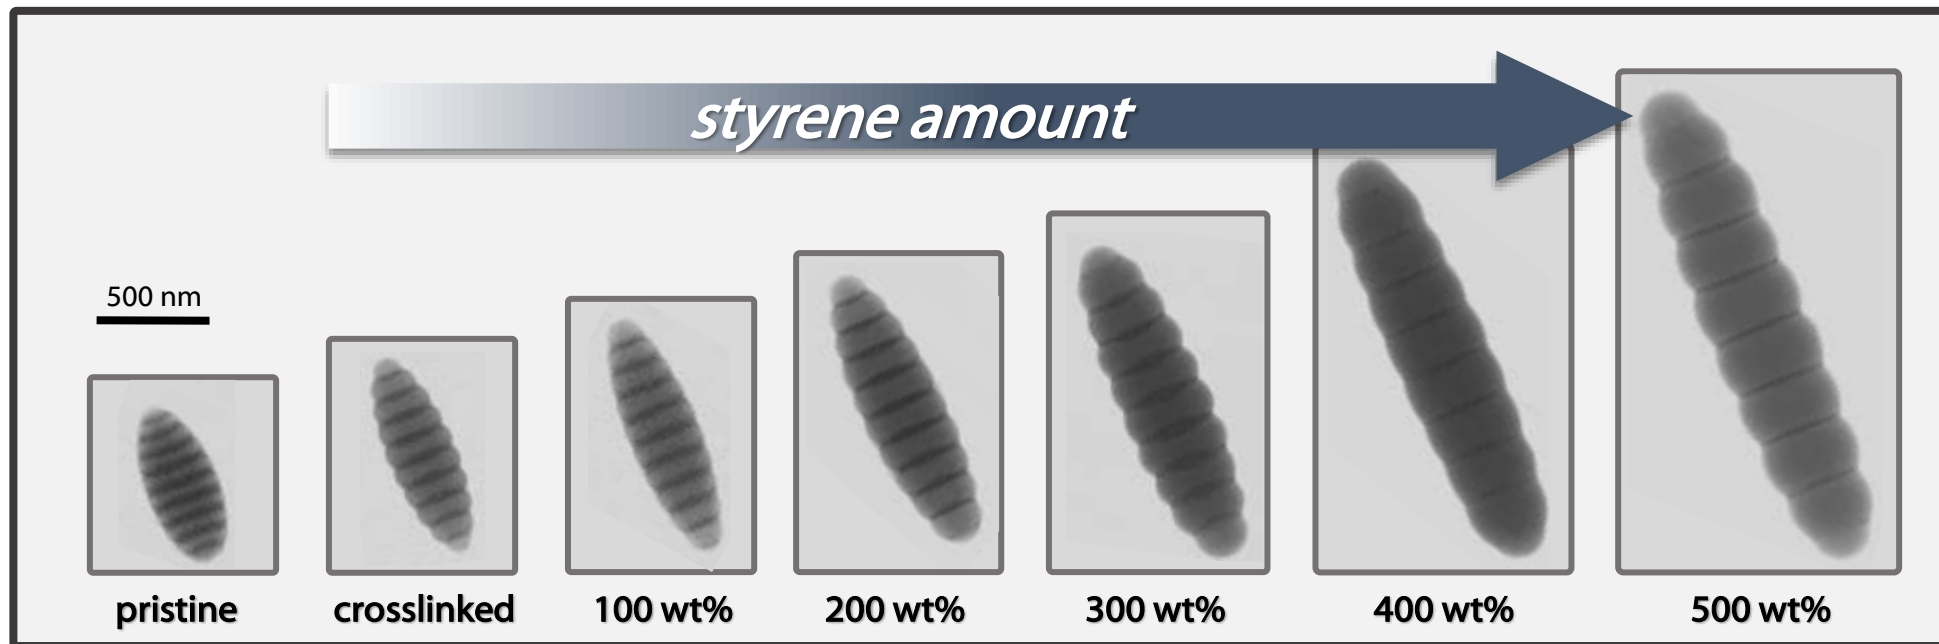 styrene amount
500 nm
pristine
crosslinked
100 wt%
200 wt%
300 wt%
400 wt%
500 wt%